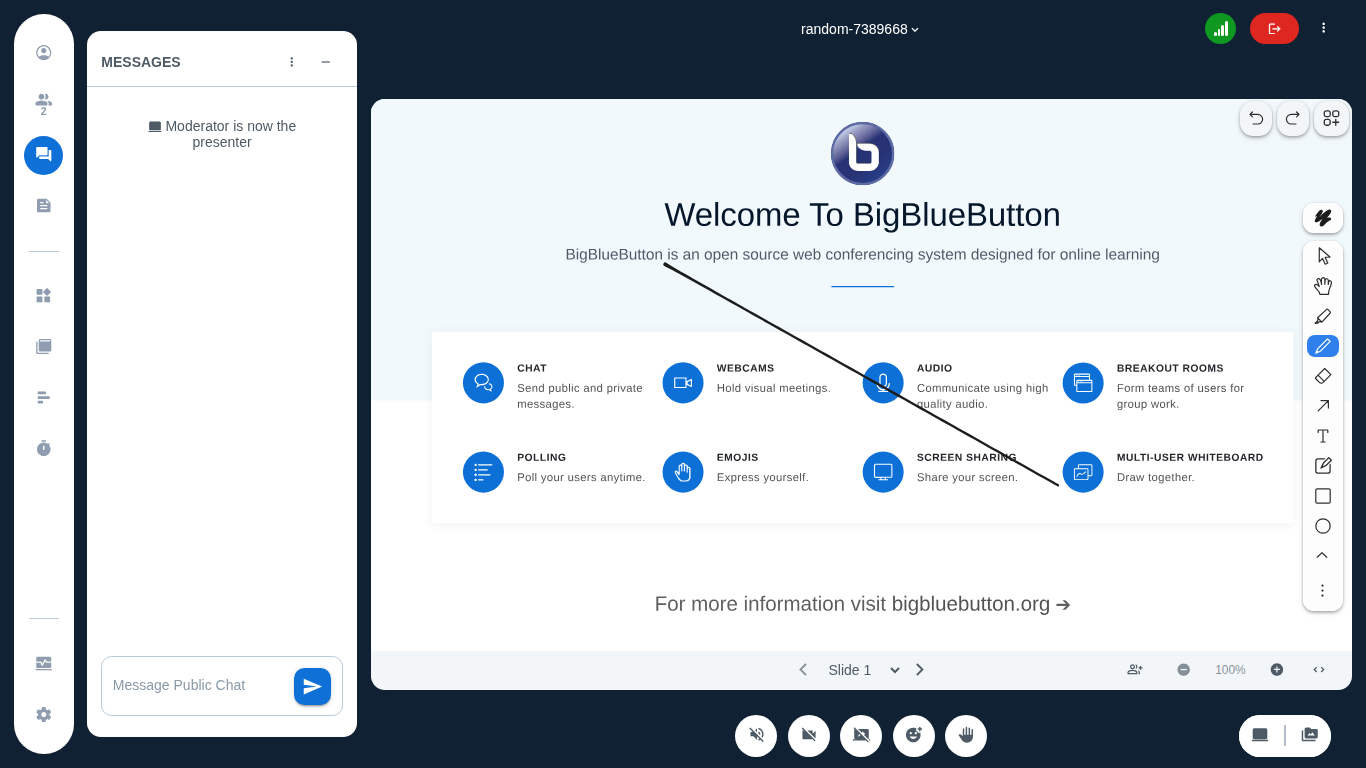 random-7389668
MESSAGES
2
Moderator is now the
presenter
Message Public Chat
Welcome To BigBlueButton
BigBlueButton is an open source web conferencing system designed for online learning
CHAT
Send public and private
messages.
WEBCAMS
Hold visual meetings.
AUDIO
Communicate using high
quality audio.
BREAKOUT ROOMS
Form teams of users for
group work.
POLLING
Poll your users anytime.
EMOJIS
Express yourself.
SCREEN SHARING
Share your screen.
MULTI-USER WHITEBOARD
Draw together.
For more information visit bigbluebutton.org ➔
Slide 1
100%